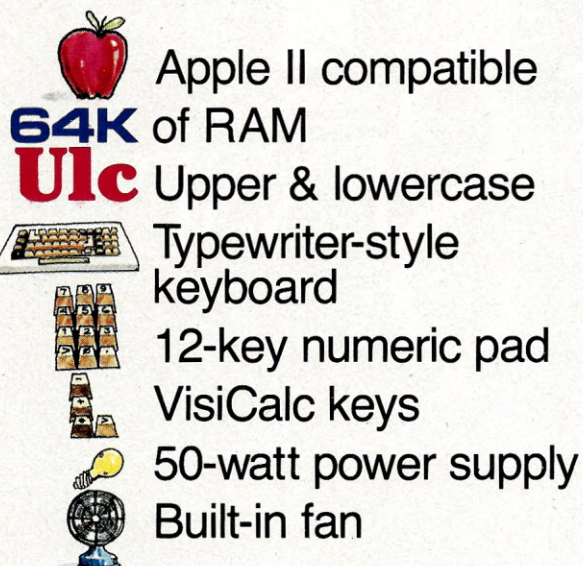 Apple II compatible
64K of RAM
Ulc Upper & lowercase
Typewriter-style
keyboard
12-key numeric pad
VisiCalc keys
50-watt power supply
Built-in fan